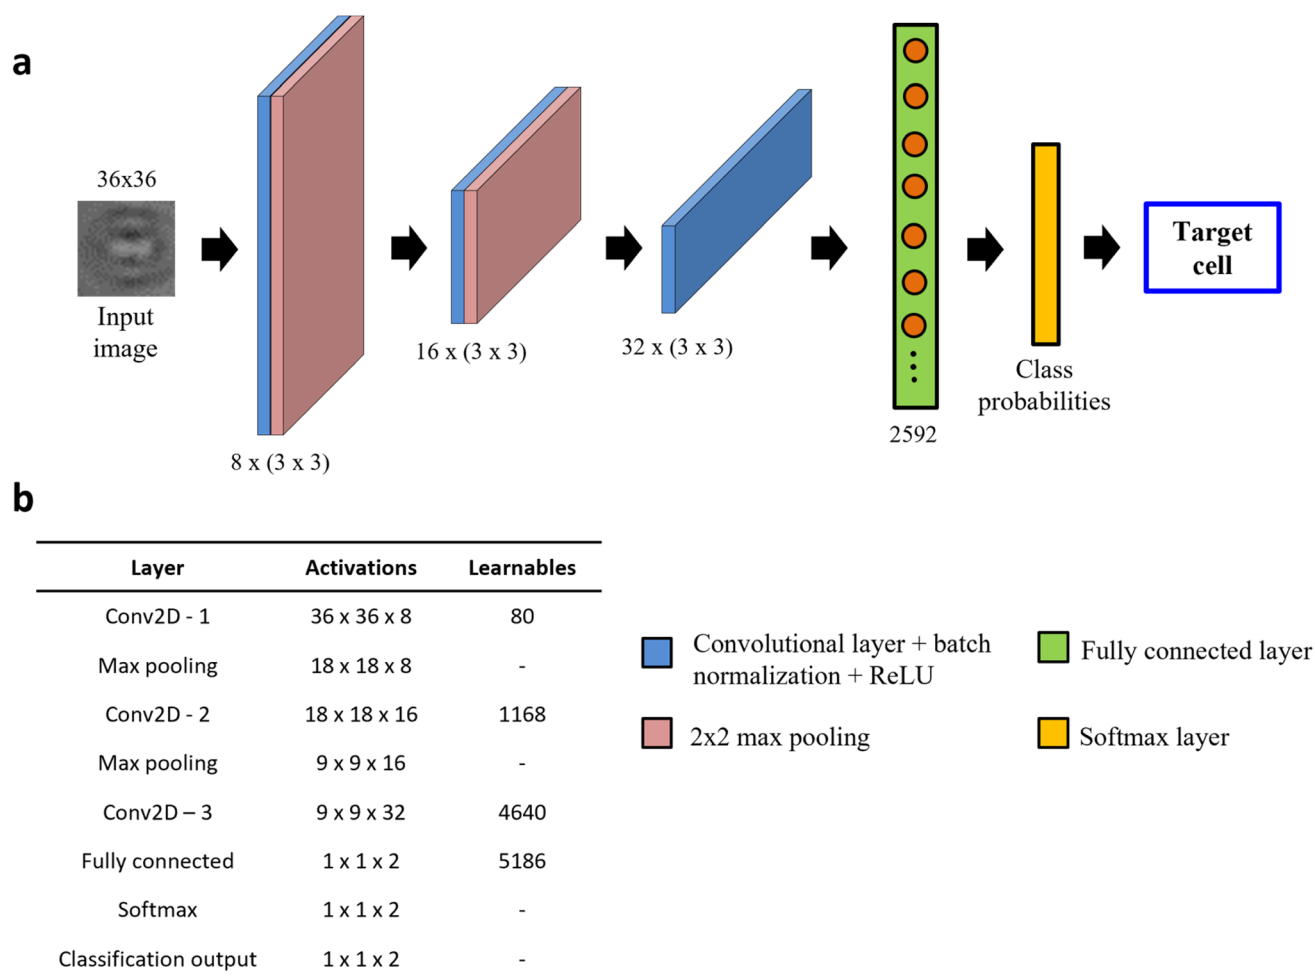 a
36x36
Input
image
8 x (3 x 3)
16 x (3 x 3)
32 x (3 x 3)
2592
Class
probabilities
Target
cell
b
Layer Activations Learnables
Conv2D - 1 36 x 36 x 8 80
Max pooling 18 x 18 x 8 -
Conv2D - 2 18 x 18 x 16 1168
Max pooling 9 x 9 x 16 -
Conv2D – 3 9 x 9 x 32 4640
Fully connected 1 x 1 x 2 5186
Softmax 1 x 1 x 2 -
Classification output 1 x 1 x 2 -
Convolutional layer + batch
normalization + ReLU
2x2 max pooling
Fully connected layer
Softmax layer